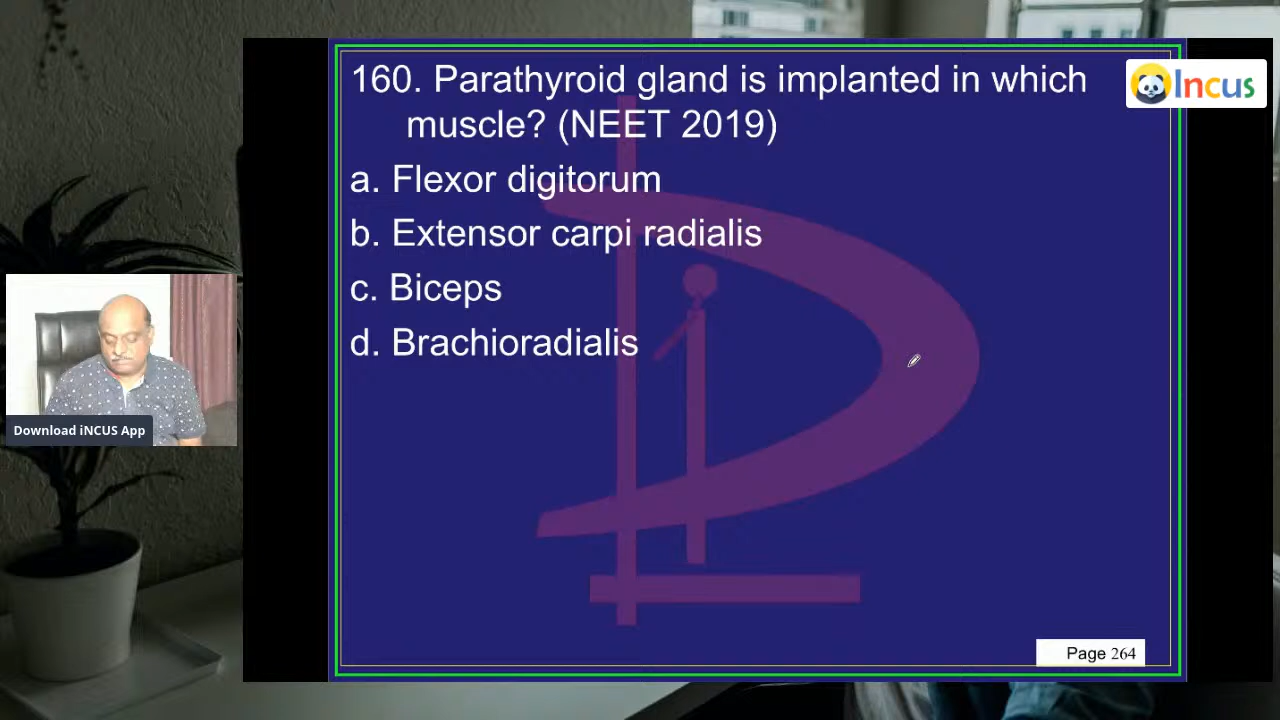 160. Parathyroid gland is implanted in which
muscle? (NEET 2019)
a. Flexor digitorum
b. Extensor carpi radialis
c. Biceps
d. Brachioradialis
Incus
Download iNCUS App
Page 264